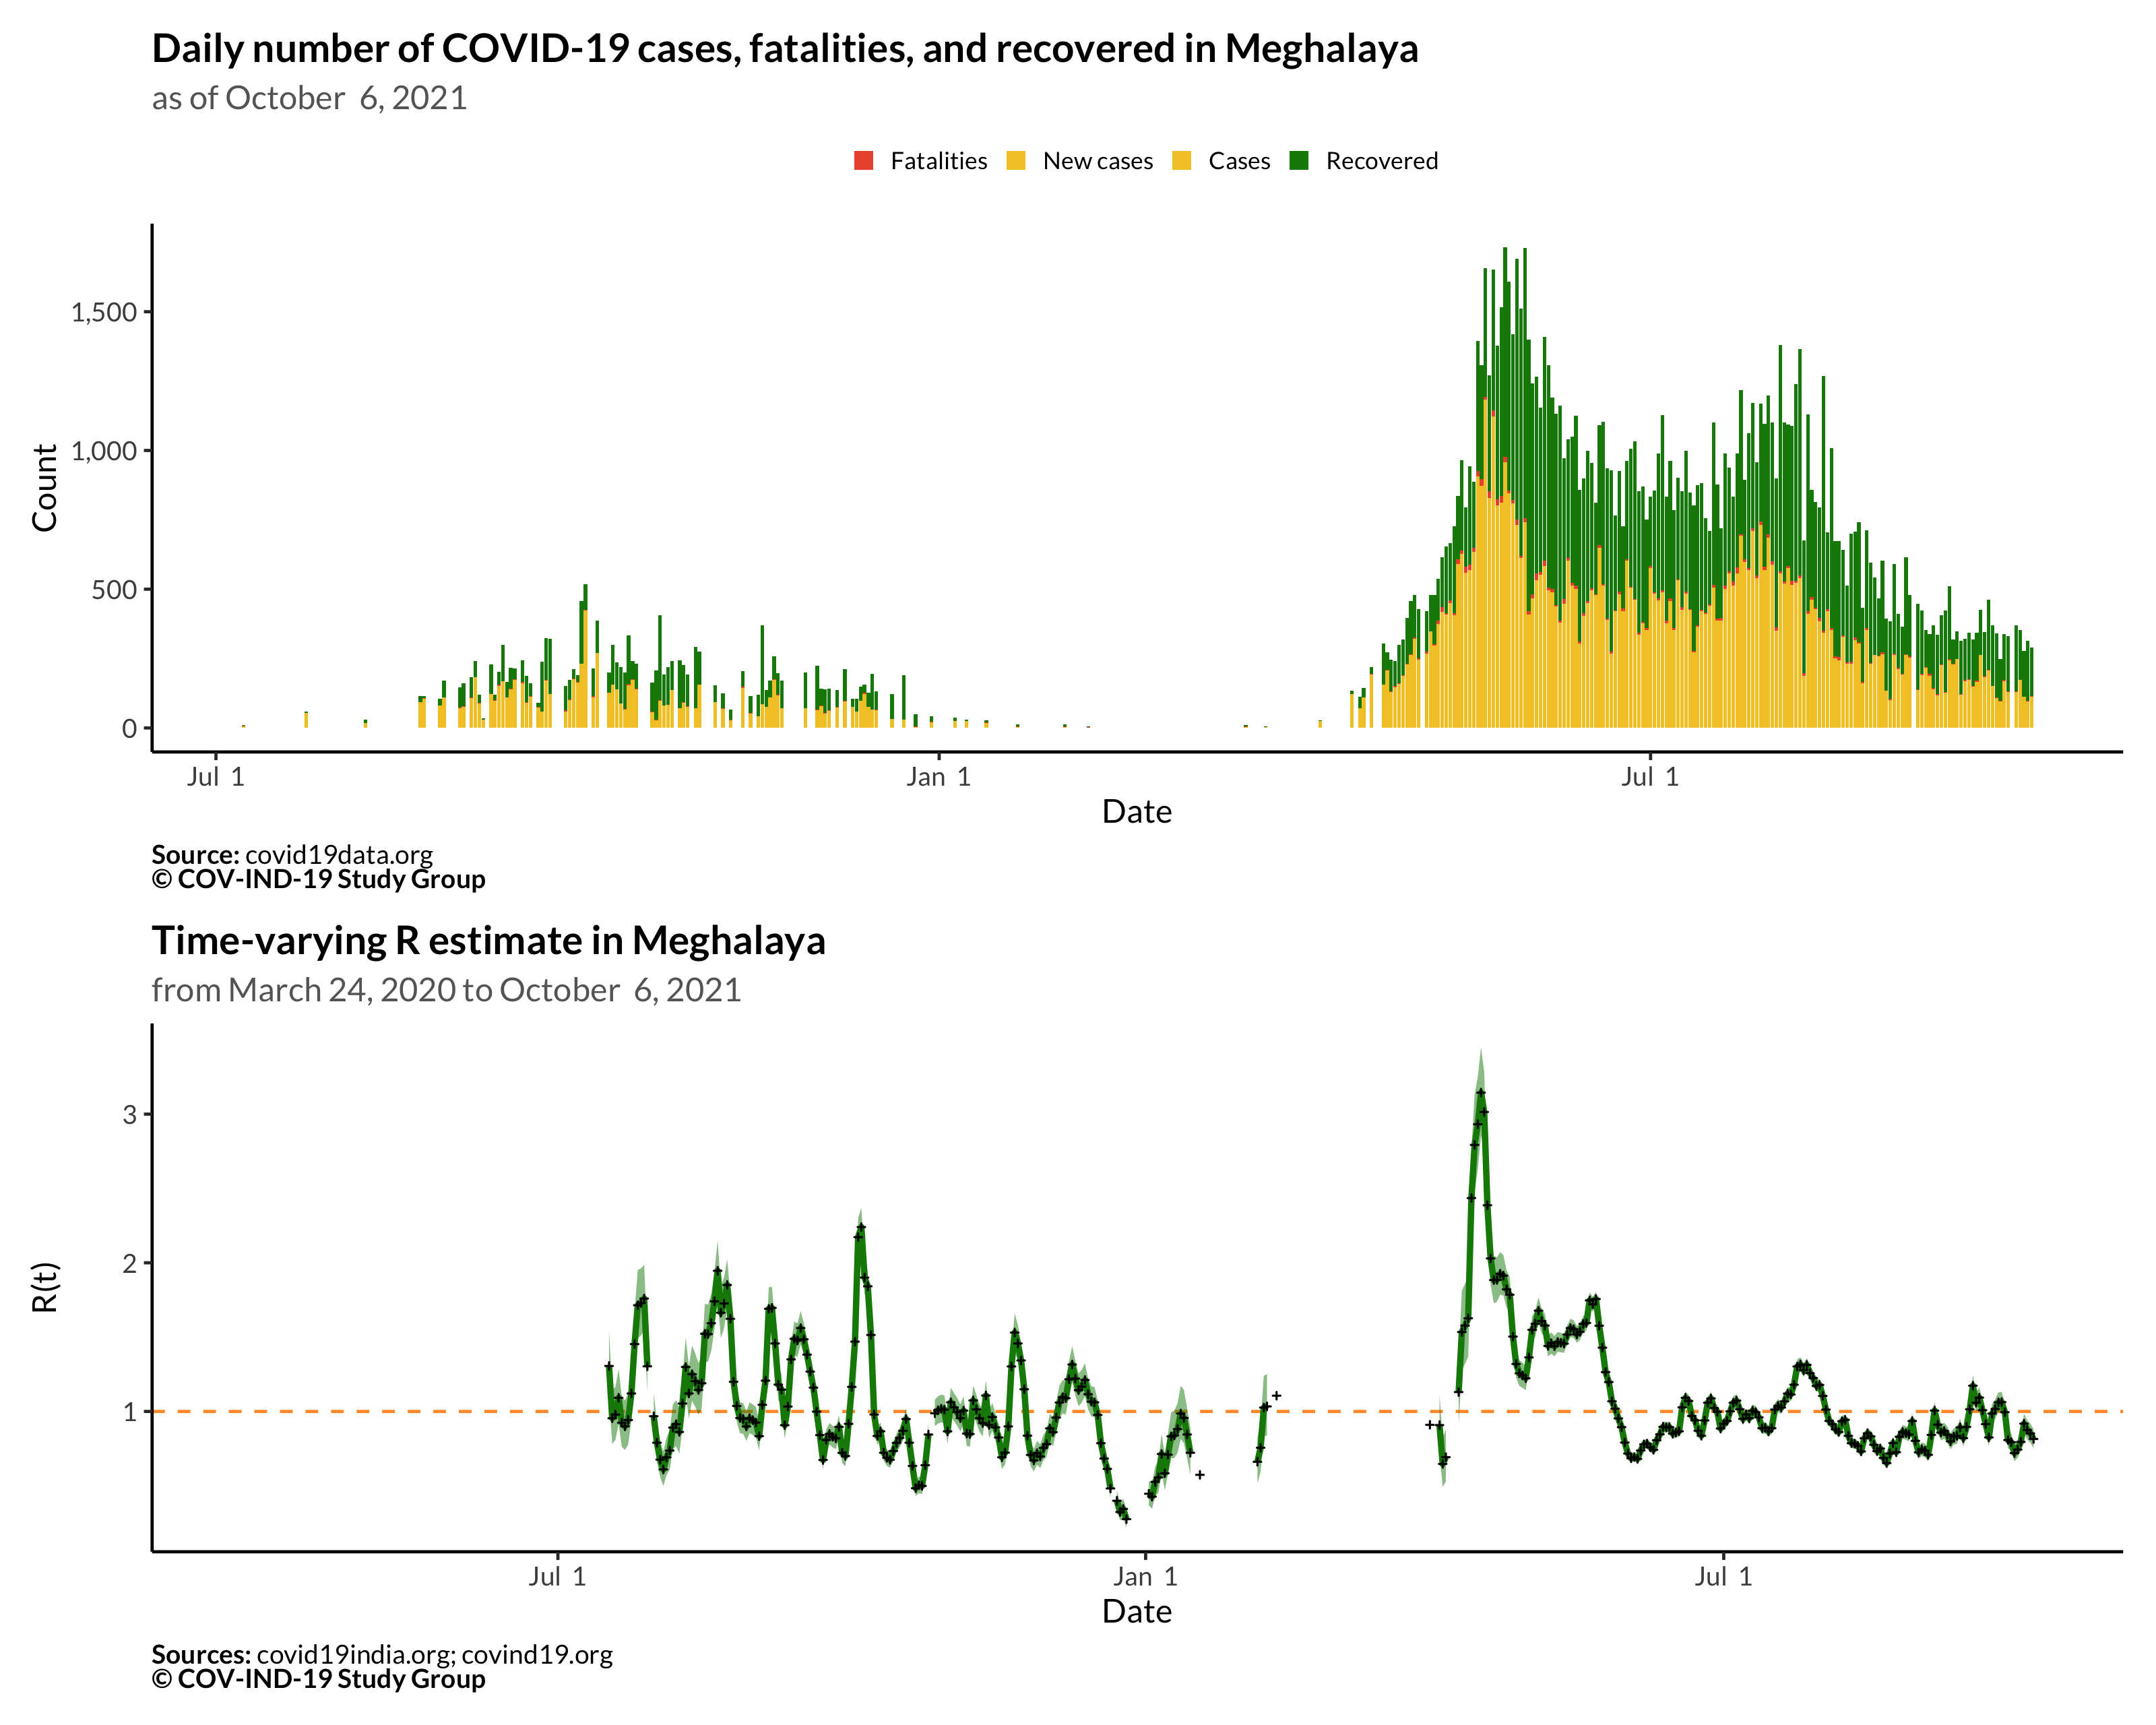 Daily number of COVID-19 cases, fatalities, and recovered in Meghalaya
as of October  6, 2021
Fatalities New cases Cases Recovered
1,500
1,000
500
0
Count
Jul 1 Jan 1 Jul 1
Date
Source: covid19data.org
© COV-IND-19 Study Group
Time-varying R estimate in Meghalaya
from March 24, 2020 to October  6, 2021
3
2
1
R(t)
Jul 1 Jan 1 Jul 1
Date
Sources: covid19india.org; covind19.org
© COV-IND-19 Study Group